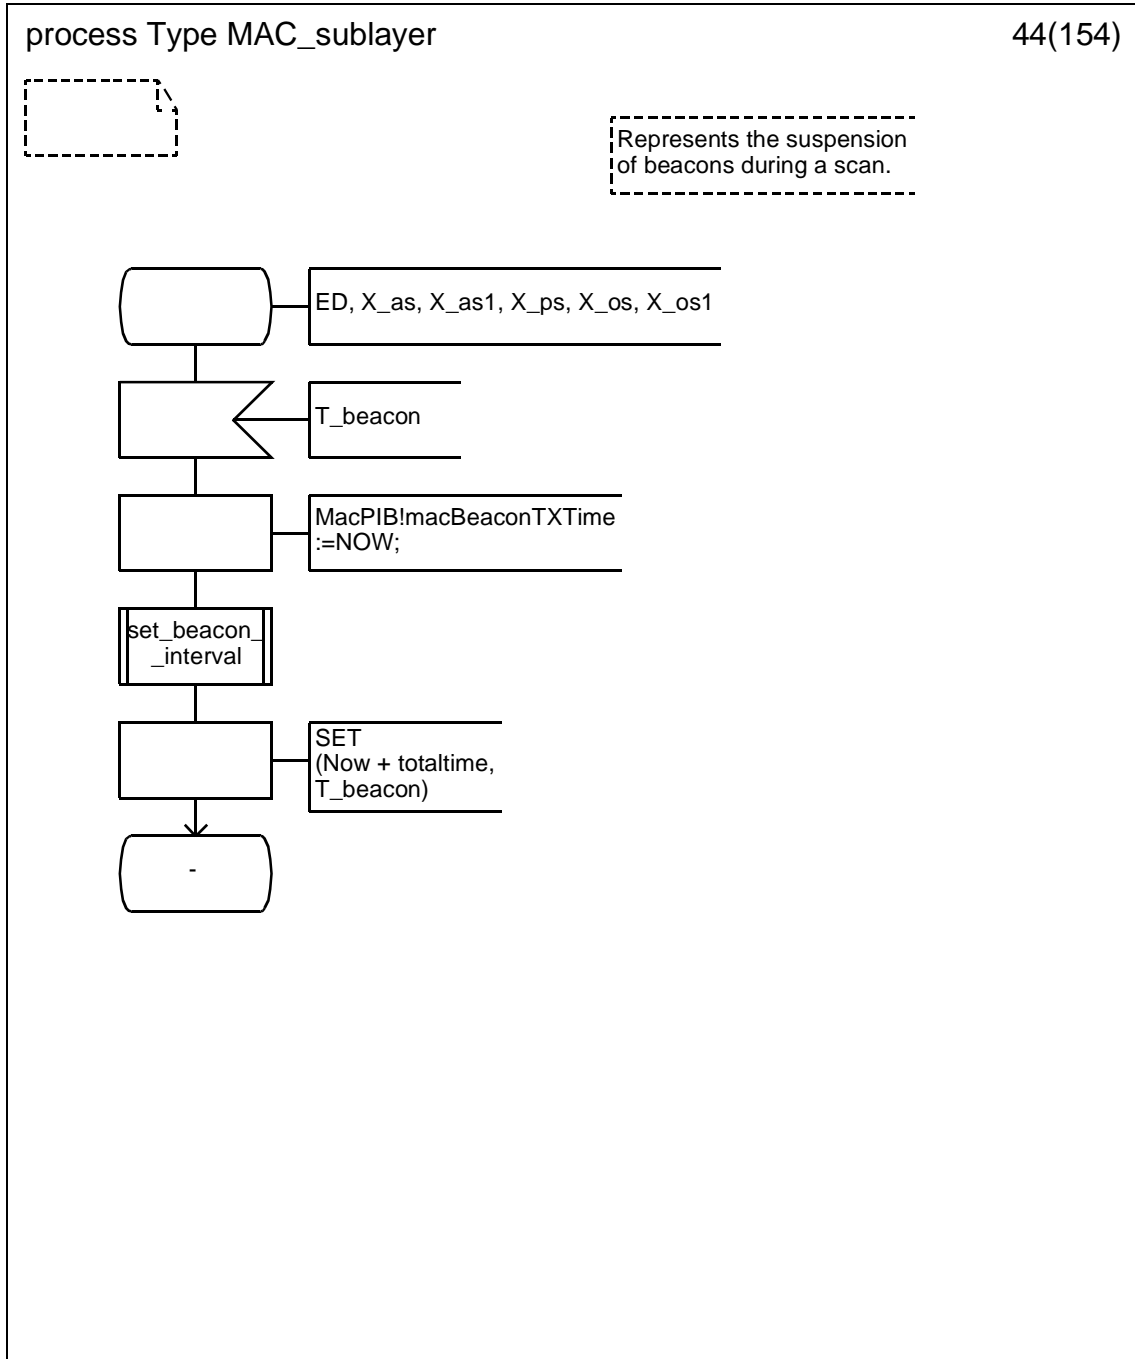 process Type MAC_sublayer
44(154)
Represents the suspension
of beacons during a scan.
ED, X_as, X_as1, X_ps, X_os, X_os1
T_beacon
MacPIB!macBeaconTXTime
:=NOW;
set_beacon_
_interval
SET
(Now + totaltime,
T_beacon)
-